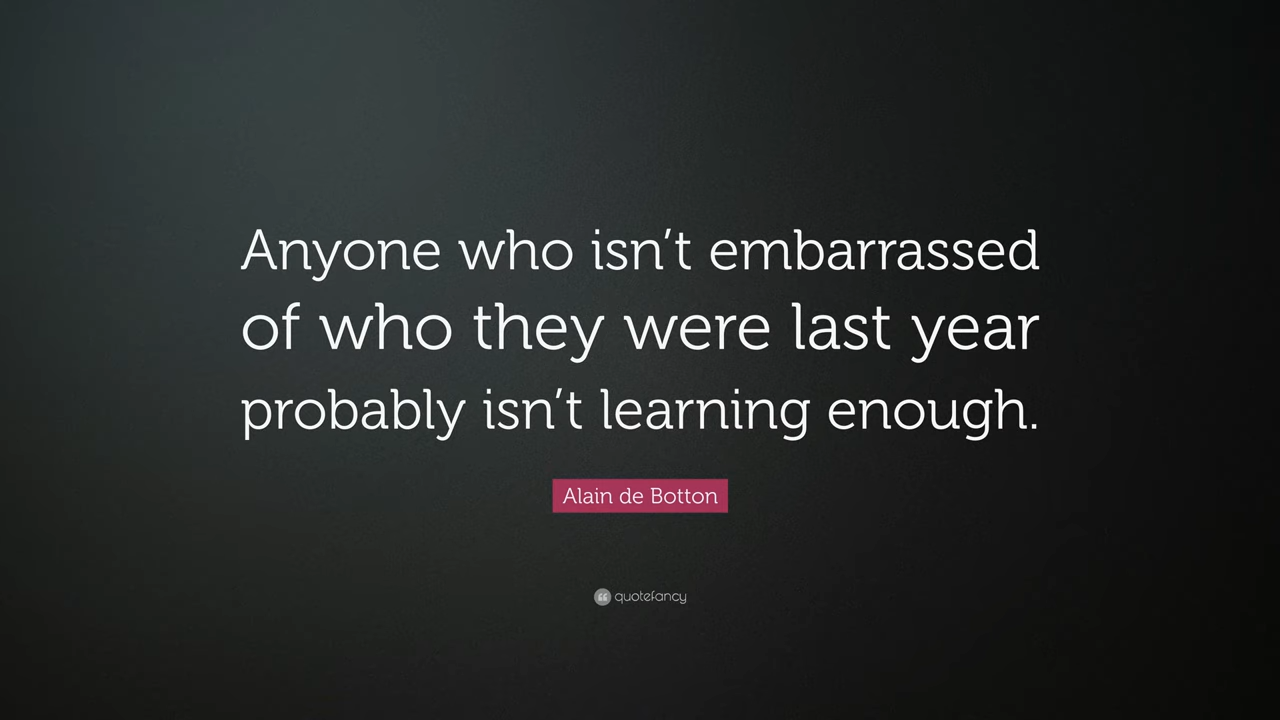 Anyone who isn’t embarrassed
of who they were last year
probably isn’t learning enough.
Alain de Botton
quotefancy